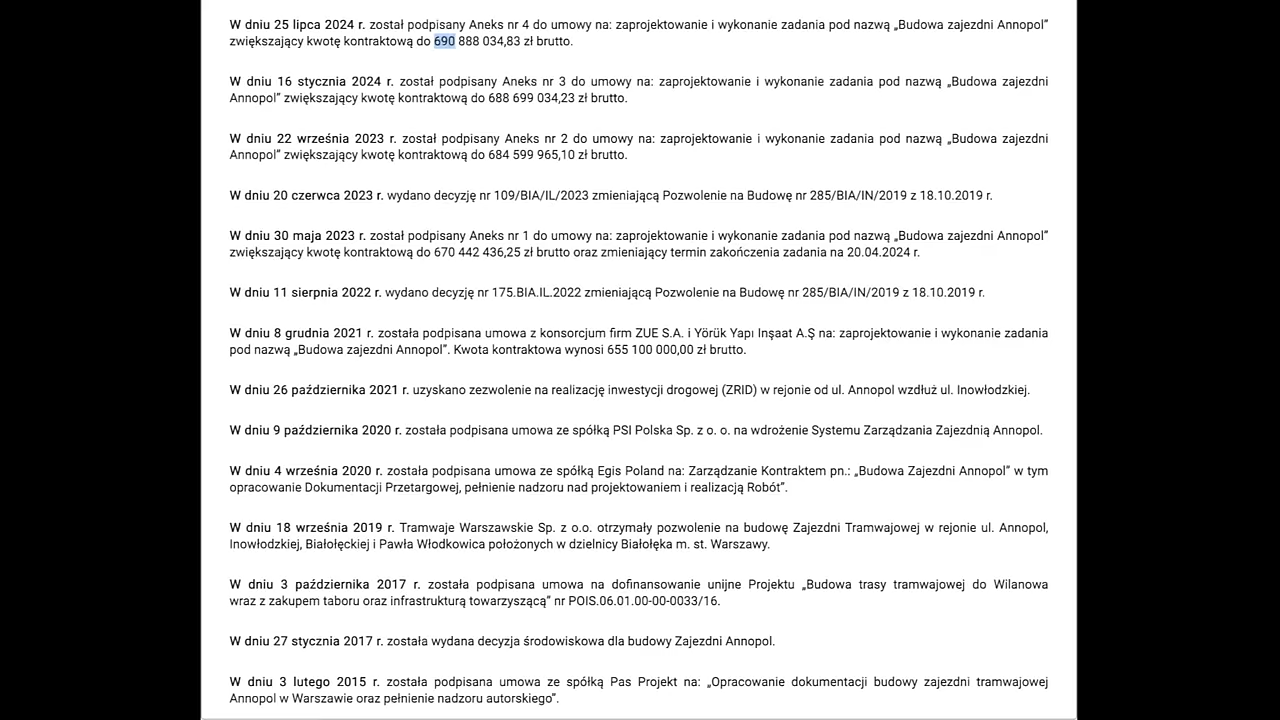 W dniu 25 lipca 2024 r. został podpisany Aneks nr 4 do umowy na: zaprojektowanie i wykonanie zadania pod nazwą „Budowa zajezdni Annopol”
zwiększający kwotę kontraktową do 690 888 034,83 zł brutto.
W dniu 16 stycznia 2024 r. został podpisany Aneks nr 3 do umowy na: zaprojektowanie i wykonanie zadania pod nazwą „Budowa zajezdni
Annopol” zwiększający kwotę kontraktową do 688 699 034,23 zł brutto.
W dniu 22 września 2023 r. został podpisany Aneks nr 2 do umowy na: zaprojektowanie i wykonanie zadania pod nazwą „Budowa zajezdni
Annopol” zwiększający kwotę kontraktową do 684 599 965,10 zł brutto.
W dniu 20 czerwca 2023 r. wydano decyzję nr 109/BIA/IL/2023 zmieniającą Pozwolenie na Budowę nr 285/BIA/IN/2019 z 18.10.2019 r.
W dniu 30 maja 2023 r. został podpisany Aneks nr 1 do umowy na: zaprojektowanie i wykonanie zadania pod nazwą „Budowa zajezdni Annopol”
zwiększający kwotę kontraktową do 670 442 436,25 zł brutto oraz zmieniający termin zakończenia zadania na 20.04.2024 r.
W dniu 11 sierpnia 2022 r. wydano decyzję nr 175.BIA.IL.2022 zmieniającą Pozwolenie na Budowę nr 285/BIA/IN/2019 z 18.10.2019 r.
W dniu 8 grudnia 2021 r. została podpisana umowa z konsorcjum firm ZUE S.A. i Yörük Yapı Inşaat A.Ş na: zaprojektowanie i wykonanie zadania
pod nazwą „Budowa zajezdni Annopol”. Kwota kontraktowa wynosi 655 100 000,00 zł brutto.
W dniu 26 października 2021 r. uzyskano zezwolenie na realizację inwestycji drogowej (ZRID) w rejonie od ul. Annopol wzdłuż ul. Inowłodzkiej.
W dniu 9 października 2020 r. została podpisana umowa ze spółką PSI Polska Sp. z o. o. na wdrożenie Systemu Zarządzania Zajezdnią Annopol.
W dniu 4 września 2020 r. została podpisana umowa ze spółką Egis Poland na: Zarządzanie Kontraktem pn.: „Budowa Zajezdni Annopol” w tym
opracowanie Dokumentacji Przetargowej, pełnienie nadzoru nad projektowaniem i realizacją Robót”.
W dniu 18 września 2019 r. Tramwaje Warszawskie Sp. z o.o. otrzymały pozwolenie na budowę Zajezdni Tramwajowej w rejonie ul. Annopol,
Inowłodzkiej, Białołęckiej i Pawła Włodkowica położonych w dzielnicy Białołęka m. st. Warszawy.
W dniu 3 października 2017 r. została podpisana umowa na dofinansowanie unijne Projektu „Budowa trasy tramwajowej do Wilanowa
wraz z zakupem taboru oraz infrastrukturą towarzyszącą” nr POIS.06.01.00-00-0033/16.
W dniu 27 stycznia 2017 r. została wydana decyzja środowiskowa dla budowy Zajezdni Annopol.
W dniu 3 lutego 2015 r. została podpisana umowa ze spółką Pas Projekt na: „Opracowanie dokumentacji budowy zajezdni tramwajowej
Annopol w Warszawie oraz pełnienie nadzoru autorskiego”.